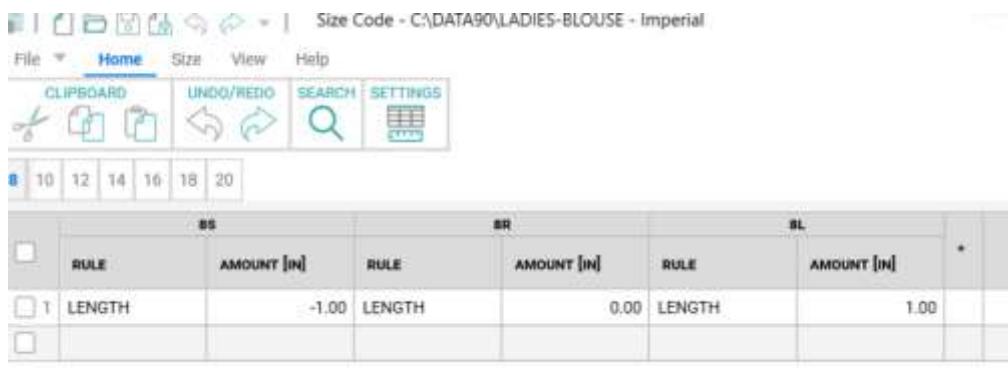 Size Code - C:\DATA90\LADIES-BLOUSE - Imperial
File Home Size View Help
CLIPBOARD UNDO/REDO SEARCH SETTINGS
8 10 12 14 16 18 20
8S 8R 8L
RULE AMOUNT [IN] RULE AMOUNT [IN] RULE AMOUNT [IN] *
1 LENGTH -1.00 LENGTH 0.00 LENGTH 1.00